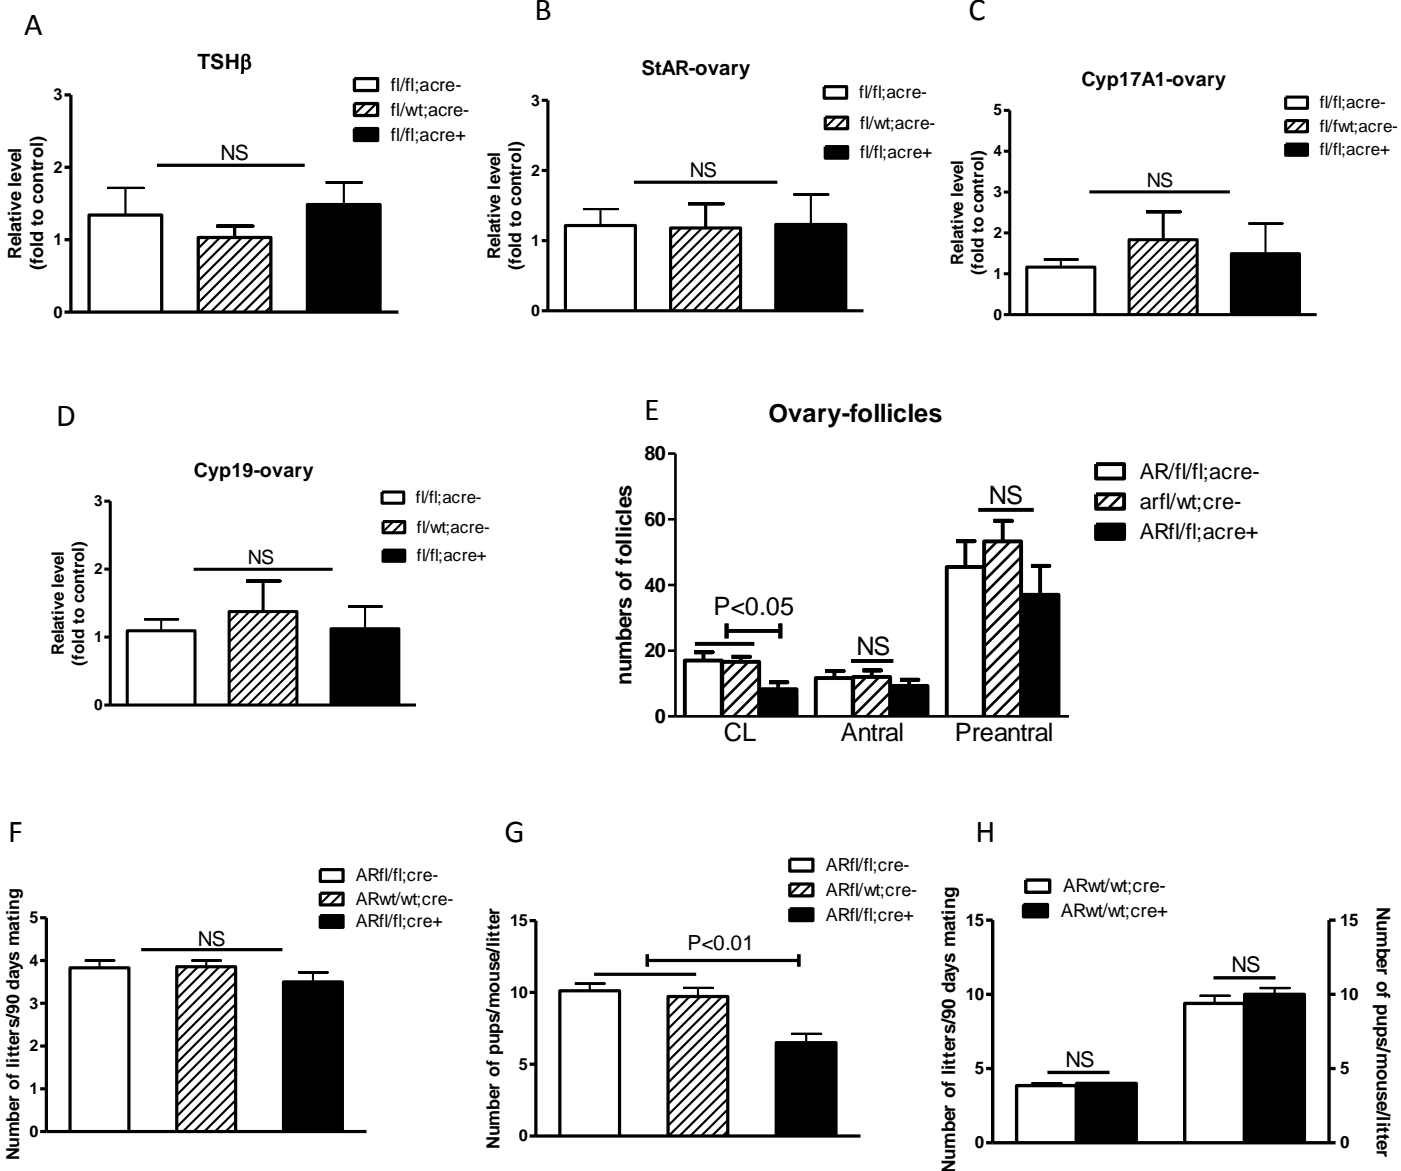 A
TSHβ
fl/fl;acre-
fl/wt;acre-
fl/fl;acre+
Relative level
(fold to control)
3
2
1
0
NS
B
StAR-ovary
fl/fl;acre-
fl/wt;acre-
fl/fl;acre+
Relative level
(fold to control)
3
2
1
0
NS
C
Cyp17A1-ovary
fl/fl;acre-
fl/fwt;acre-
fl/fl;acre+
Relative level
(fold to control)
5
4
3
2
1
0
NS
D
Cyp19-ovary
fl/fl;acre-
fl/wt;acre-
fl/fl;acre+
Relative level
(fold to control)
3
2
1
0
NS
E
Ovary-follicles
AR/fl/fl;acre-
arfl/wt;cre-
ARfl/fl;acre+
numbers of follicles
80
60
40
20
0
P<0.05
NS
NS
CL
Antral
Preantral
F
ARfl/fl;cre-
ARwt/wt;cre-
ARfl/fl;cre+
Number of litters/90 days mating
5
4
3
2
1
0
NS
G
ARfl/fl;cre-
ARfl/wt;cre-
ARfl/fl;cre+
Number of pups/mouse/litter
15
10
5
0
P<0.01
H
ARwt/wt;cre-
ARwt/wt;cre+
Number of litters/90 days mating
15
10
5
0
NS
NS
15
10
5
0
Number of pups/mouse/litter